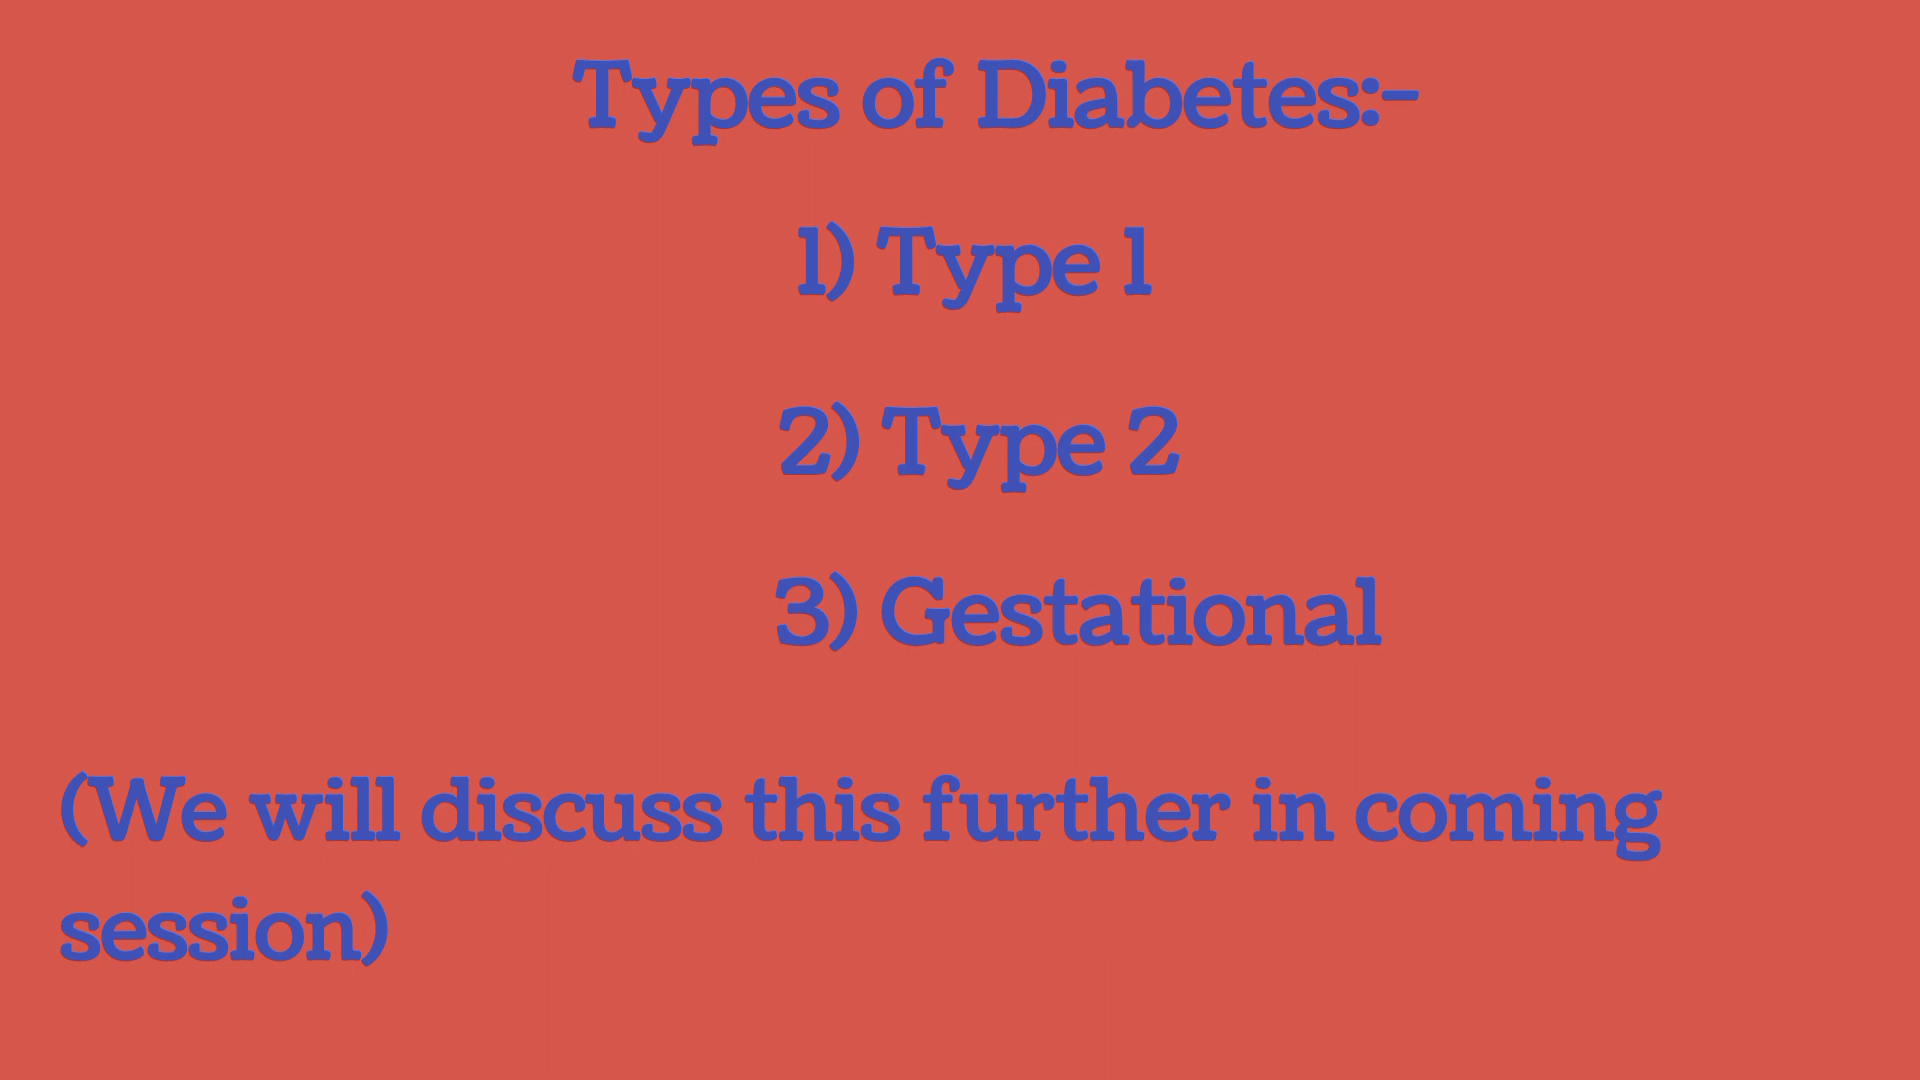 Types of Diabetes:-
1) Type 1
2) Type 2
3) Gestational
(We will discuss this further in coming
session)